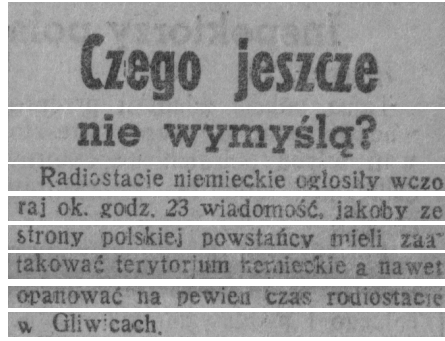 Czego jeszcze
nie wymyślą?
Radiostacje niemieckie ogłosiły wczo
raj ok. godz. 23 wiadomość, jakoby ze
strony polskiej powstańcy mieli zaa
takować terytorjum niemieckie a nawet
opanować na pewien czas rodiostacje
w Gliwicach.